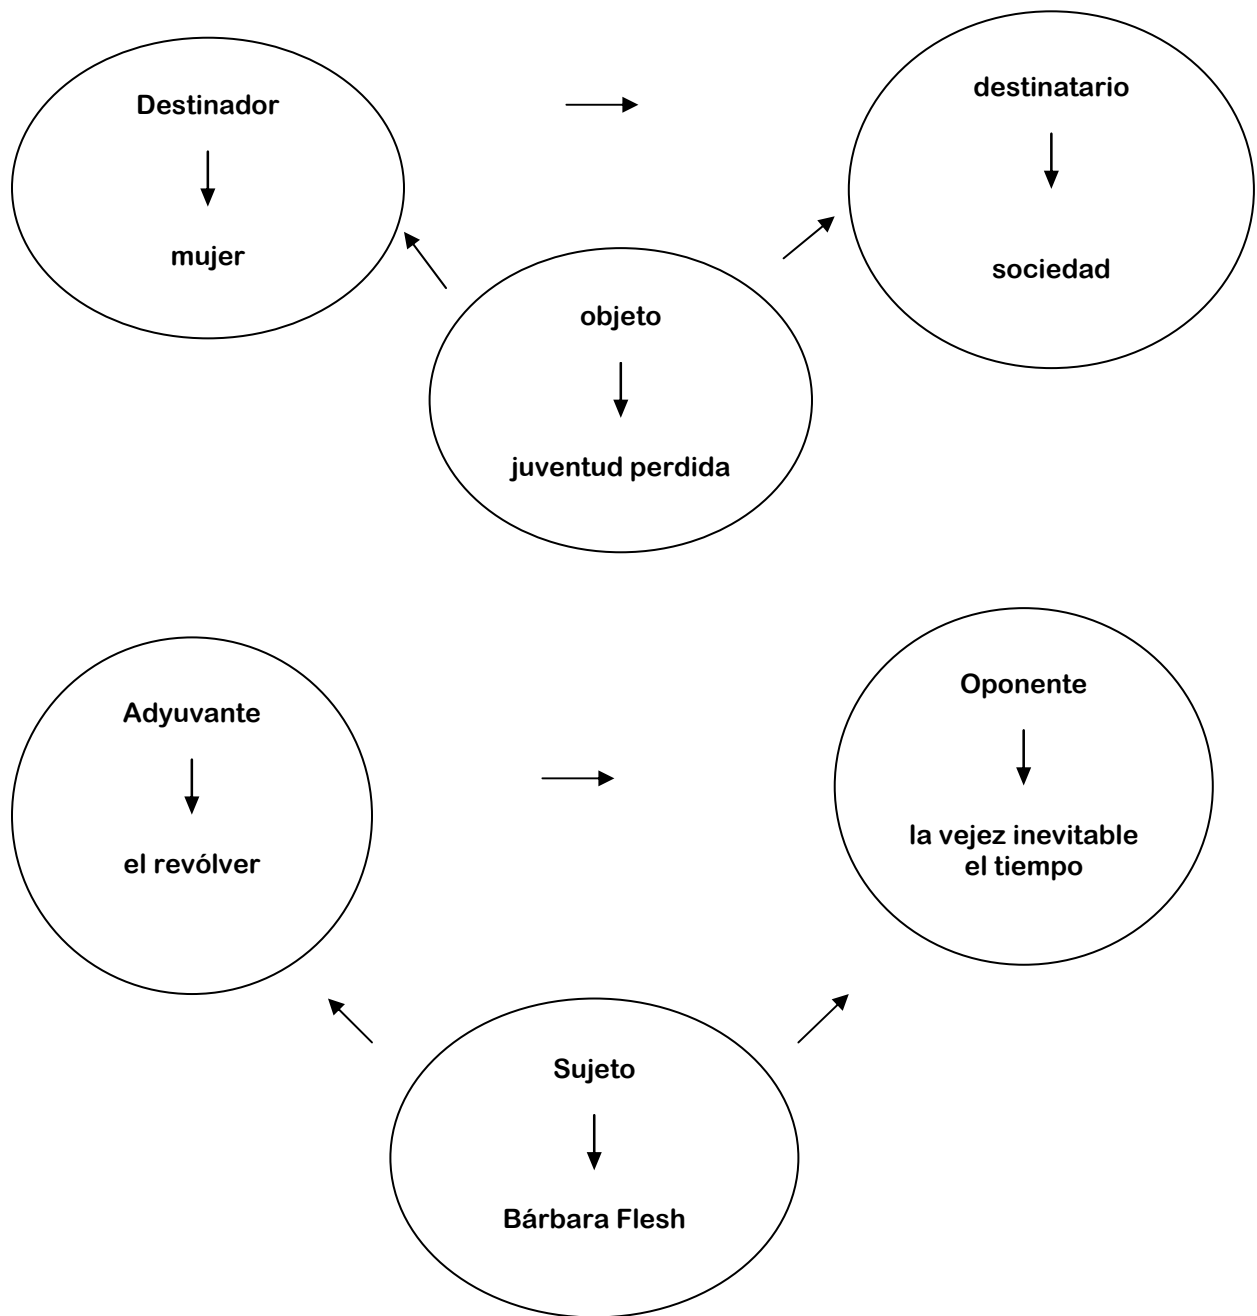 Destinador
mujer
destinatario
sociedad
objeto
juventud perdida
Adyuvante
el revólver
Oponente
la vejez inevitable
el tiempo
Sujeto
Bárbara Flesh